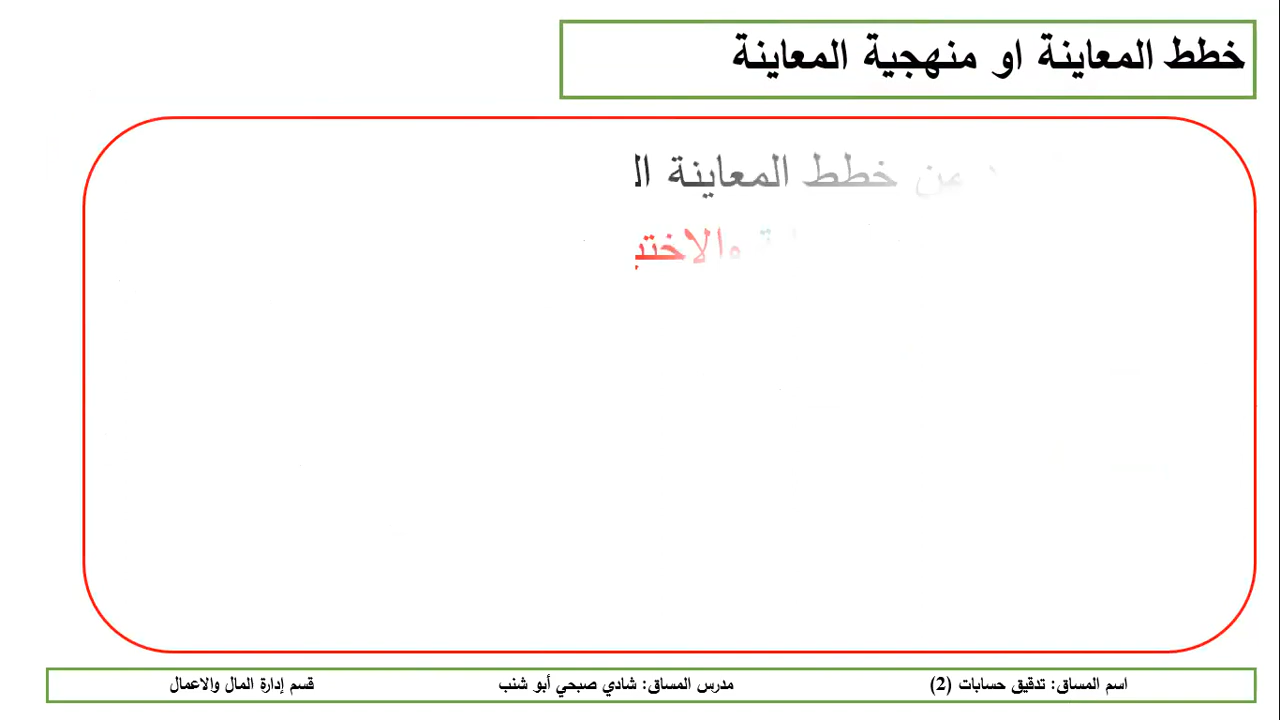 خطط المعاينة او منهجية المعاينة
من خطط المعاينة
اسم المساق: تدقيق حسابات (2) مدرس المساق: شادي صبحي أبو شنب قسم إدارة المال والاعمال